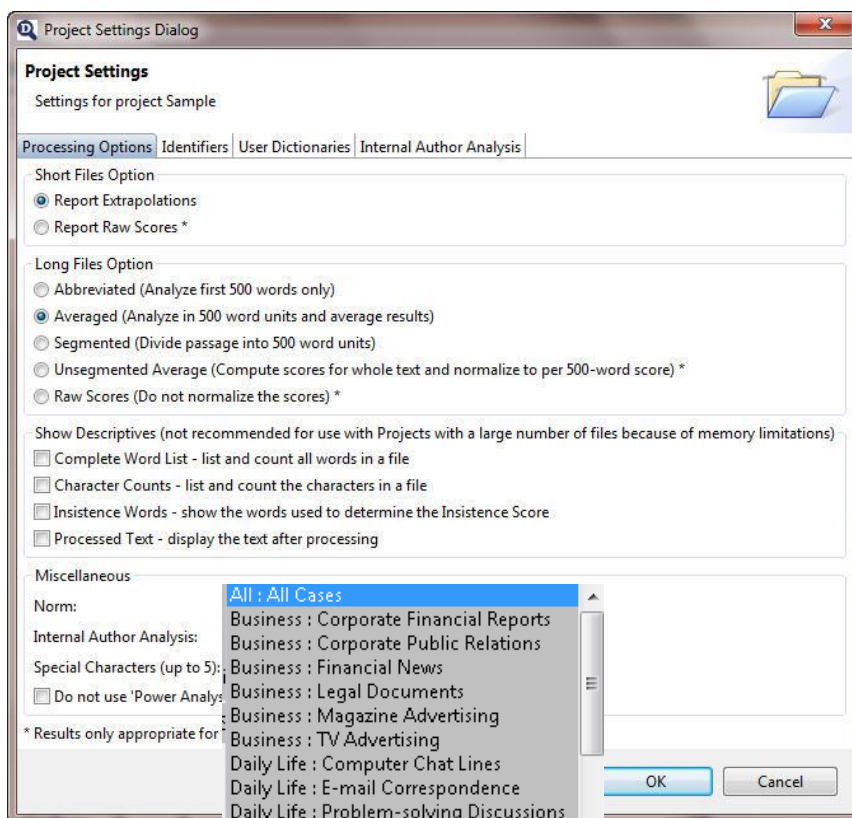 Project Settings Dialog
Project Settings
Settings for project Sample
Processing Options Identifiers User Dictionaries Internal Author Analysis
Short Files Option
Report Extrapolations
Report Raw Scores *
Long Files Option
Abbreviated (Analyze first 500 words only)
Averaged (Analyze in 500 word units and average results)
Segmented (Divide passage into 500 word units)
Unsegmented Average (Compute scores for whole text and normalize to per 500-word score) *
Raw Scores (Do not normalize the scores) *
Show Descriptives (not recommended for use with Projects with a large number of files because of memory limitations)
Complete Word List - list and count all words in a file
Character Counts - list and count the characters in a file
Insistence Words - show the words used to determine the Insistence Score
Processed Text - display the text after processing
Miscellaneous
Norm:
Internal Author Analysis:
Special Characters (up to 5):
Do not use 'Power Analys
* Results only appropriate for
All : All Cases
Business : Corporate Financial Reports
Business : Corporate Public Relations
Business : Financial News
Business : Legal Documents
Business : Magazine Advertising
Business : TV Advertising
Daily Life : Computer Chat Lines
Daily Life : E-mail Correspondence
Daily Life : Problem-solving Discussions
OK Cancel